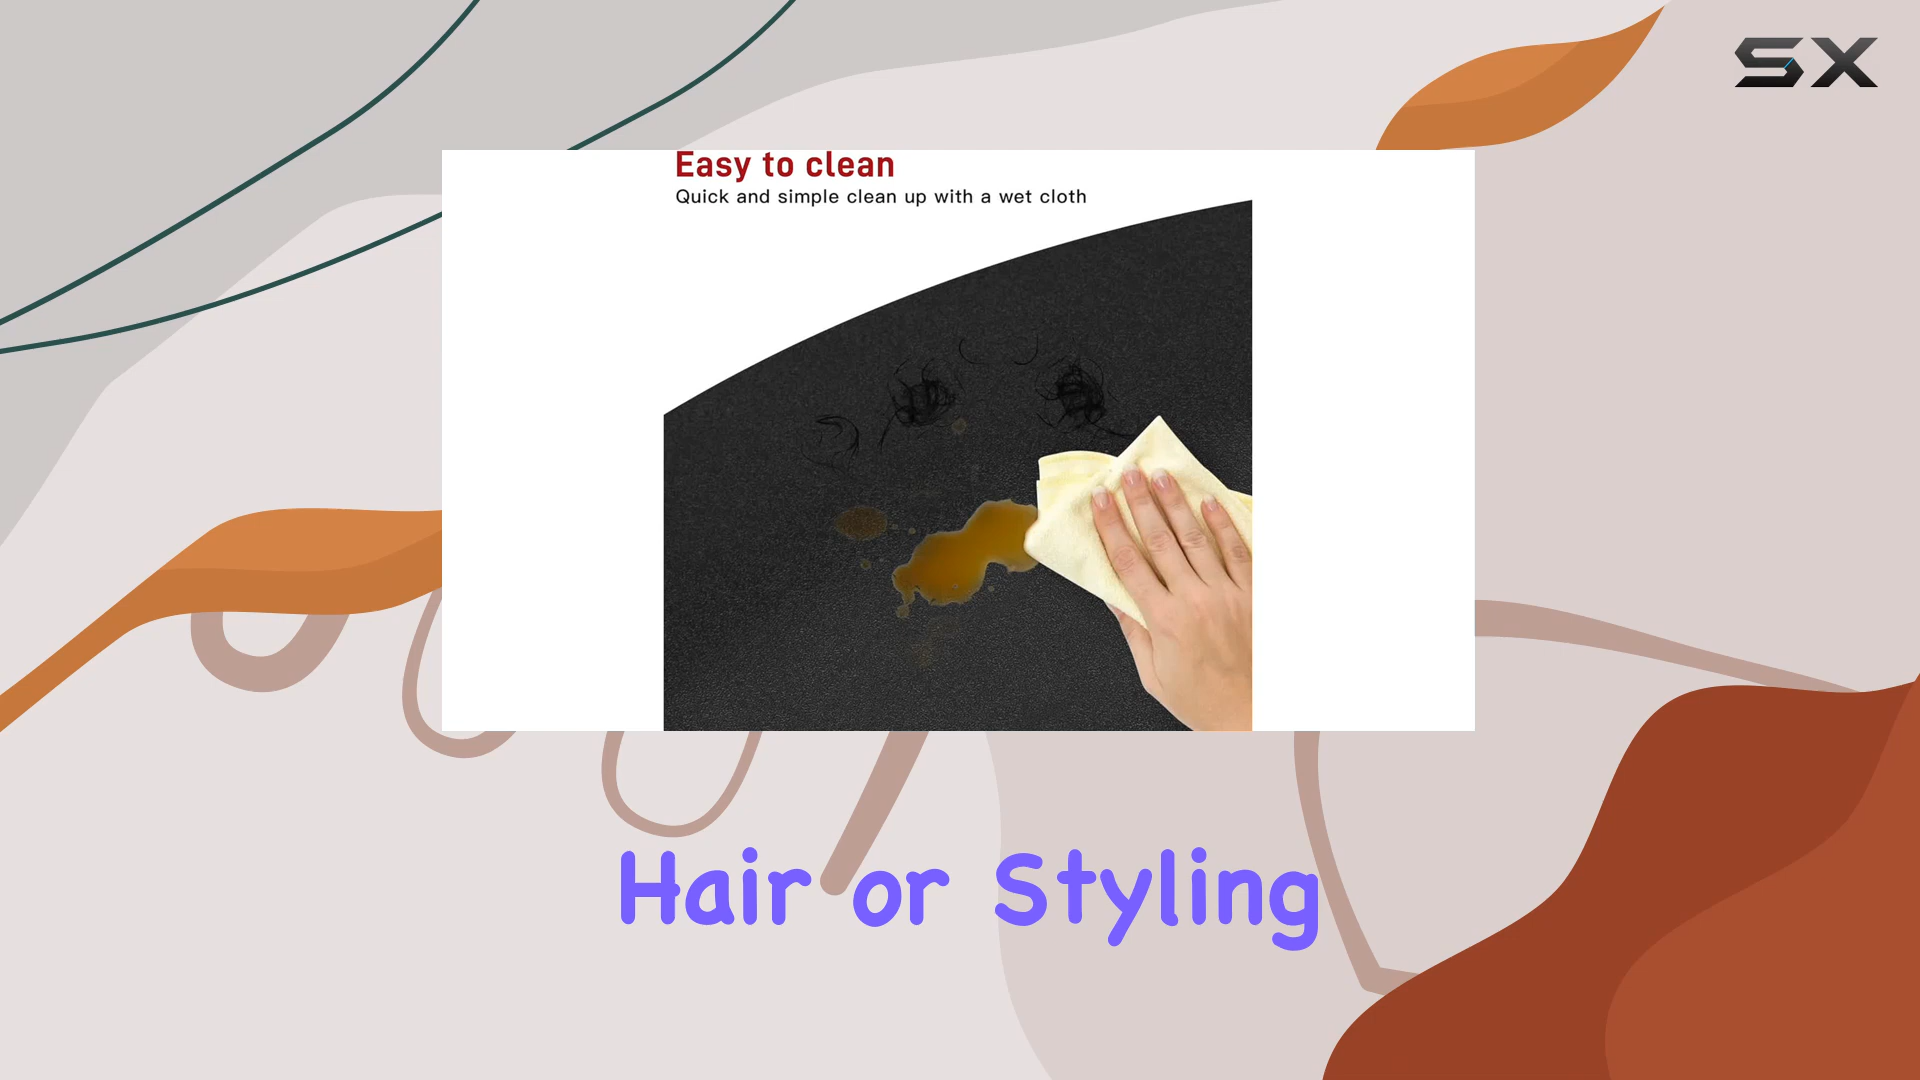 SX
Easy to clean
Quick and simple clean up with a wet cloth
Hair or Styling